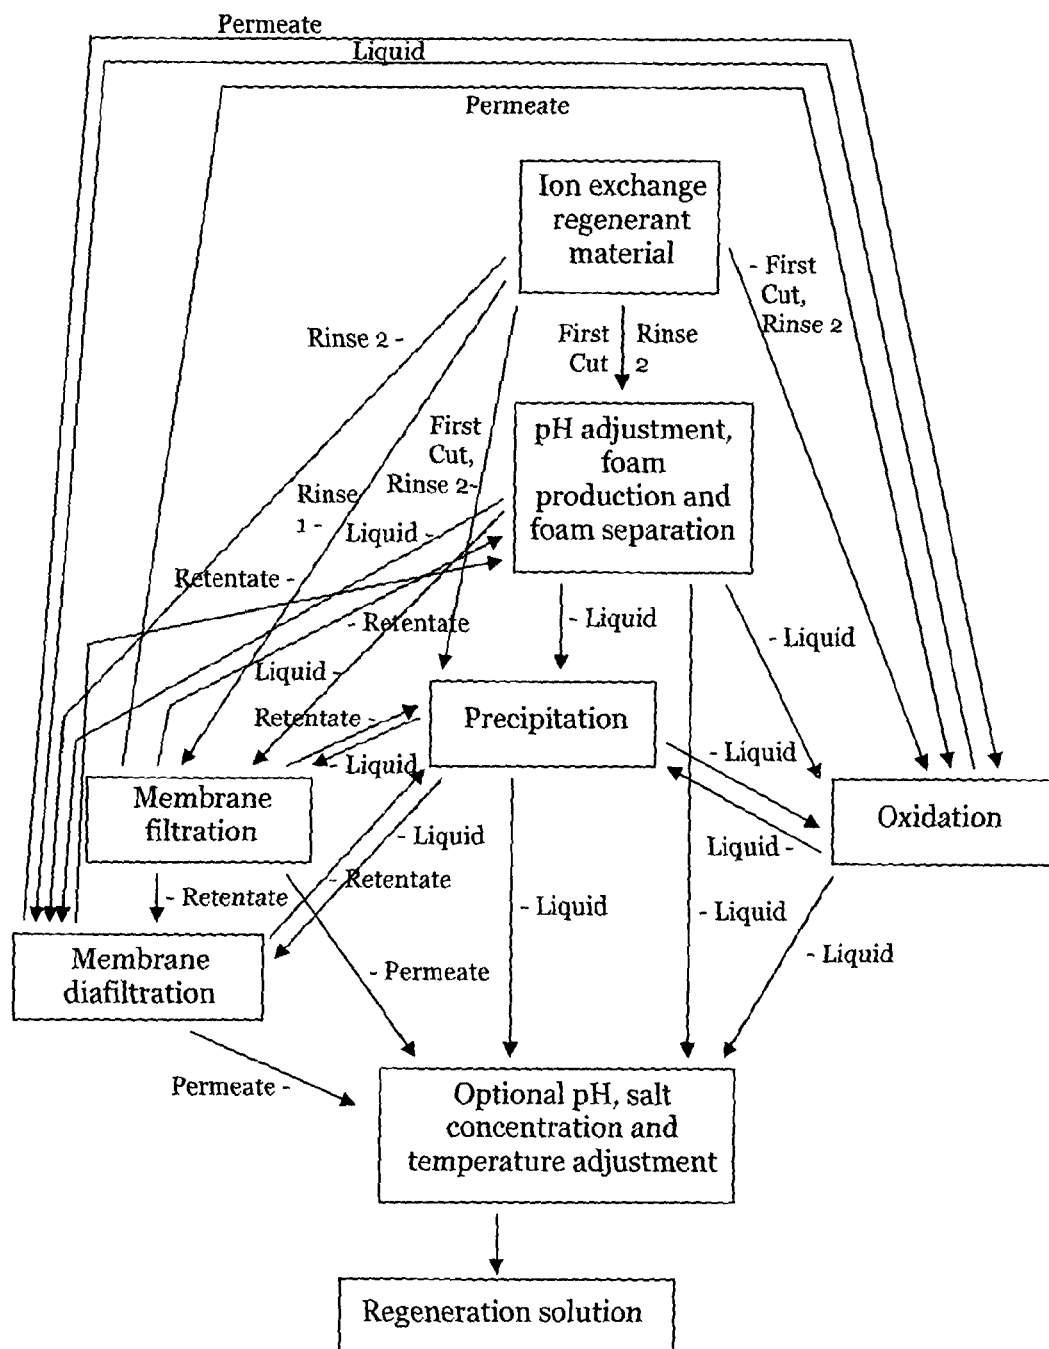 Permeate
Liquid
Permeate
Ion exchange
regenerant
material
- First
Cut,
Rinse 2
Rinse 2 -
First
Cut
Rinse
2
First
Cut,
Rinse 2-
pH adjustment,
foam
production and
foam separation
Rinse
1 -
Liquid -
Retentate -
- Retentate
- Liquid
- Liquid
Liquid -
Retentate -
Precipitation
- Liquid
- Liquid
Membrane
filtration
Oxidation
- Liquid
Liquid -
- Retentate
- Retentate
- Liquid
- Liquid
- Liquid
Membrane
diafiltration
- Permeate
Permeate -
Optional pH, salt
concentration and
temperature adjustment
Regeneration solution